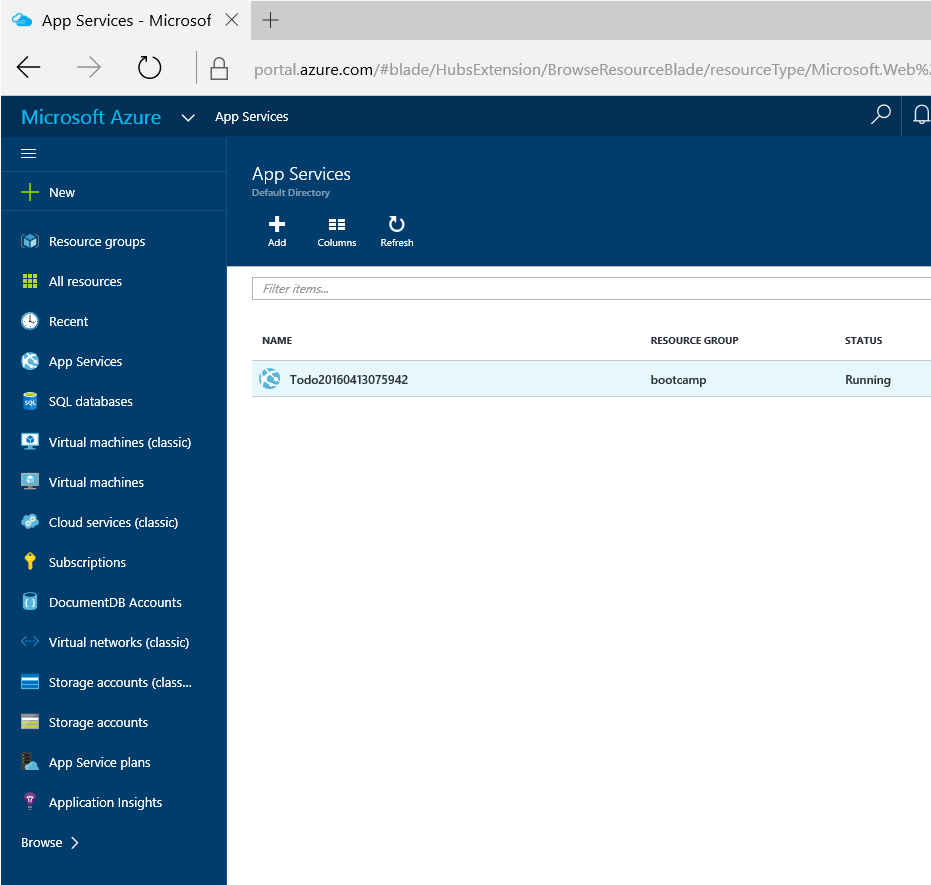 App Services - Microsof
portal.azure.com/#blade/HubsExtension/BrowseResourceBlade/resourceType/Microsoft.Web%2
Microsoft Azure
App Services
New
Resource groups
All resources
Recent
App Services
SQL databases
Virtual machines (classic)
Virtual machines
Cloud services (classic)
Subscriptions
DocumentDB Accounts
Virtual networks (classic)
Storage accounts (class...
Storage accounts
App Service plans
Application Insights
Browse
App Services
Default Directory
Add Columns Refresh
Filter items...
NAME RESOURCE GROUP STATUS
Todo20160413075942 bootcamp Running